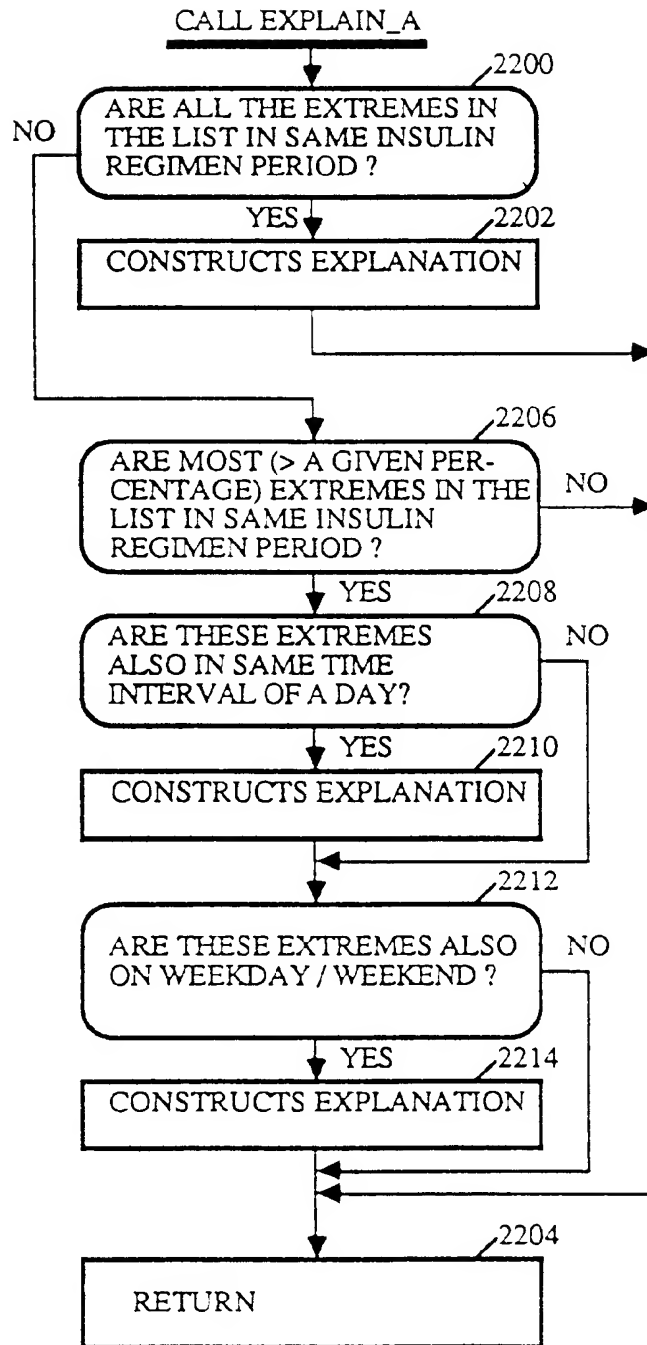 CALL EXPLAIN_A
2200
ARE ALL THE EXTREMES IN
THE LIST IN SAME INSULIN
REGIMEN PERIOD ?
NO
YES
2202
CONSTRUCTS EXPLANATION
2206
ARE MOST (> A GIVEN PER-
CENTAGE) EXTREMES IN THE
LIST IN SAME INSULIN
REGIMEN PERIOD ?
NO
YES
2208
ARE THESE EXTREMES
ALSO IN SAME TIME
INTERVAL OF A DAY?
NO
YES
2210
CONSTRUCTS EXPLANATION
2212
ARE THESE EXTREMES ALSO
ON WEEKDAY / WEEKEND ?
NO
YES
2214
CONSTRUCTS EXPLANATION
2204
RETURN